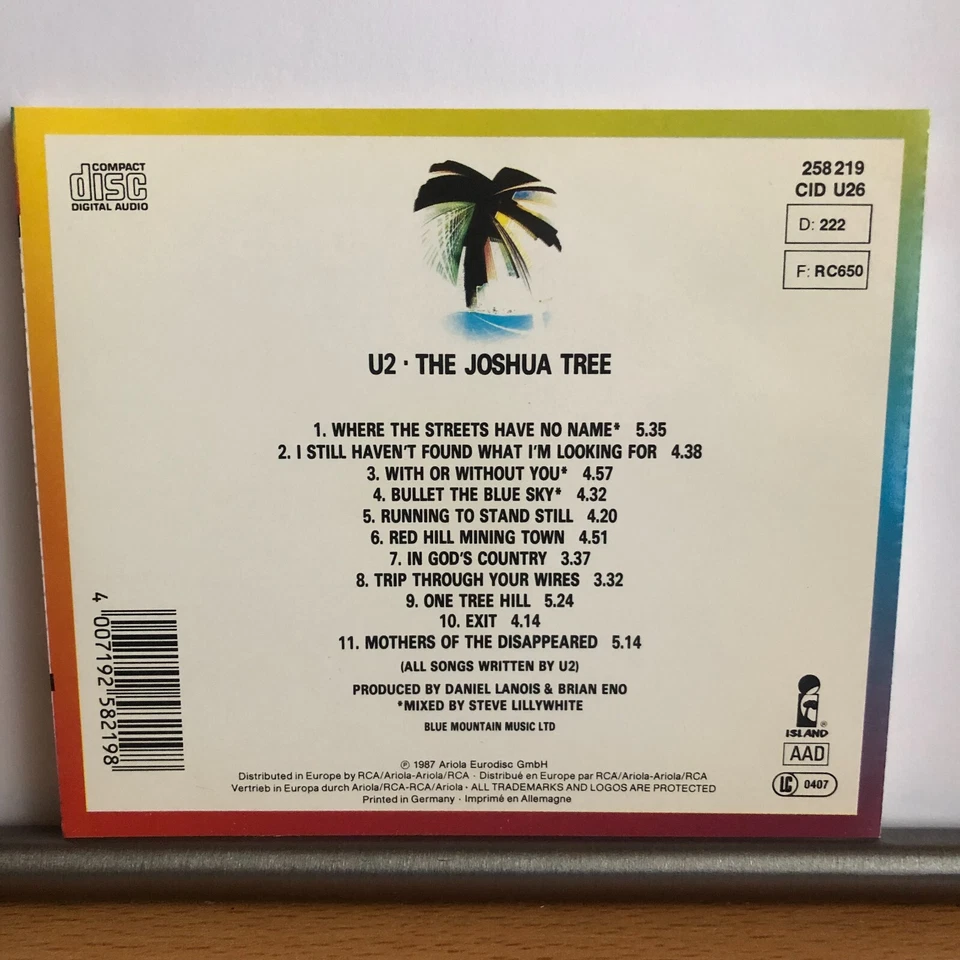 COMPACT
disc
DIGITAL AUDIO
258 219
CID U26
D: 222
F: RC650
U2 · THE JOSHUA TREE
1. WHERE THE STREETS HAVE NO NAME* 5.35
2. I STILL HAVEN'T FOUND WHAT I'M LOOKING FOR 4.38
3. WITH OR WITHOUT YOU* 4.57
4. BULLET THE BLUE SKY* 4.32
5. RUNNING TO STAND STILL 4.20
6. RED HILL MINING TOWN 4.51
7. IN GOD'S COUNTRY 3.37
8. TRIP THROUGH YOUR WIRES 3.32
9. ONE TREE HILL 5.24
10. EXIT 4.14
11. MOTHERS OF THE DISAPPEARED 5.14
(ALL SONGS WRITTEN BY U2)
PRODUCED BY DANIEL LANOIS & BRIAN ENO
*MIXED BY STEVE LILLYWHITE
BLUE MOUNTAIN MUSIC LTD
4 007192 582198
℗ 1987 Ariola Eurodisc GmbH
Distributed in Europe by RCA/Ariola-Ariola/RCA · Distribué en Europe par RCA/Ariola-Ariola/RCA
Vertrieb in Europa durch Ariola/RCA-RCA/Ariola · ALL TRADEMARKS AND LOGOS ARE PROTECTED
Printed in Germany · Imprimé en Allemagne
ISLAND®
AAD
LC 0407